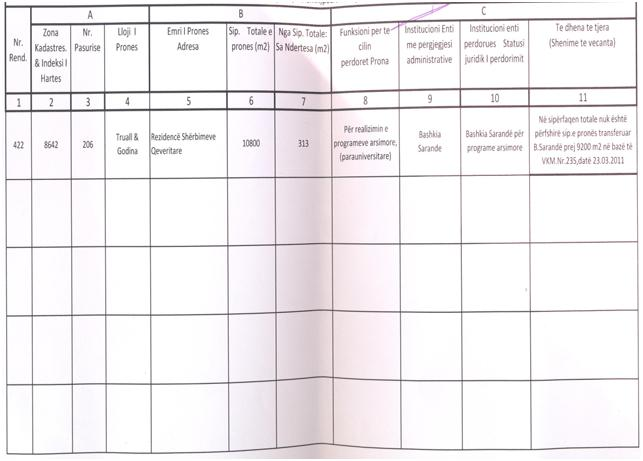 A B C
Nr. Rend.
Zona Kadastres. & Indeksi I Hartes
Nr. Pasurise
Lloji I Prones
Emri I Prones Adresa
Sip. Totale e prones (m2)
Nga Sip. Totale: Sa Ndertesa (m2)
Funksioni per te cilin perdoret Prona
Institucioni Enti me pergjegjesi administrative
Institucioni enti perdorues Statusi juridik I perdorimit
Te dhena te tjera (Shenime te vecanta)
1 2 3 4 5 6 7 8 9 10 11
422
8642
206
Truall & Godina
Rezidencë Shërbimeve Qeveritare
10800
313
Për realizimin e programeve arsimore, (parauniversitare)
Bashkia Sarande
Bashkia Sarandë për programe arsimore
Në sipërfaqen totale nuk është
përfshirë sip.e pronës transferuar
B.Sarandë prej 9200 m2 në bazë të
VKM.Nr.235,datë 23.03.2011